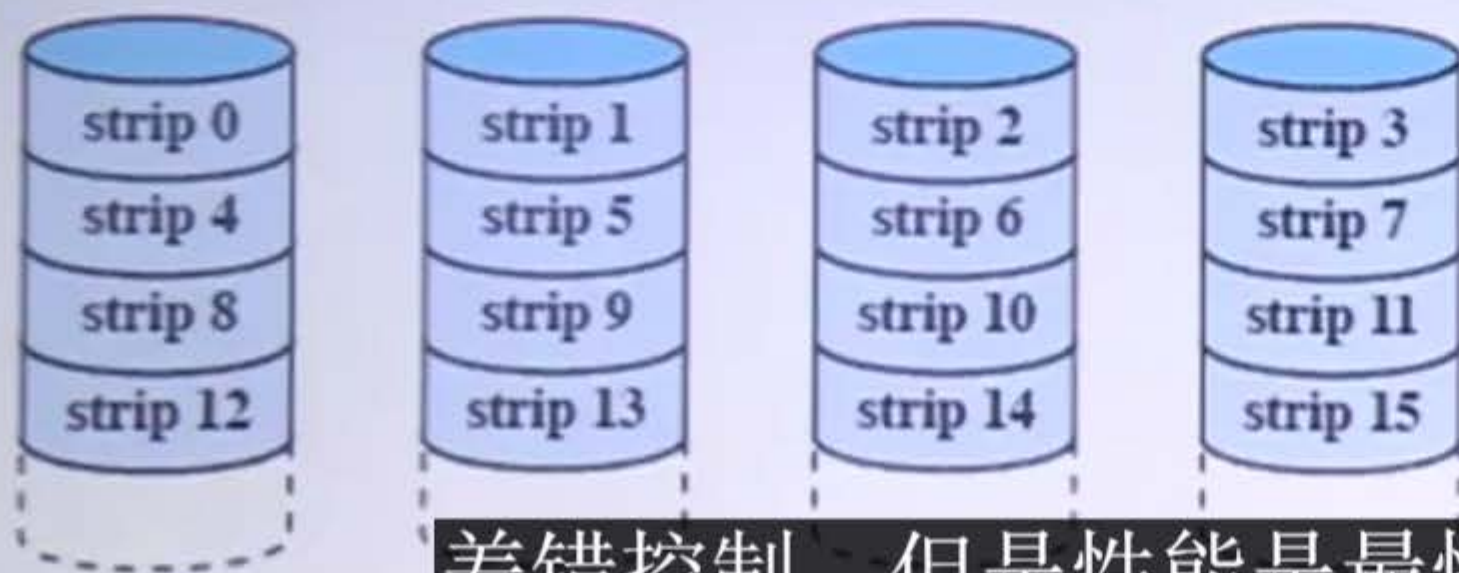 strip 0 strip 1 strip 2 strip 3
strip 4 strip 5 strip 6 strip 7
strip 8 strip 9 strip 10 strip 11
strip 12 strip 13 strip 14 strip 15
差错控制 但是性能是最